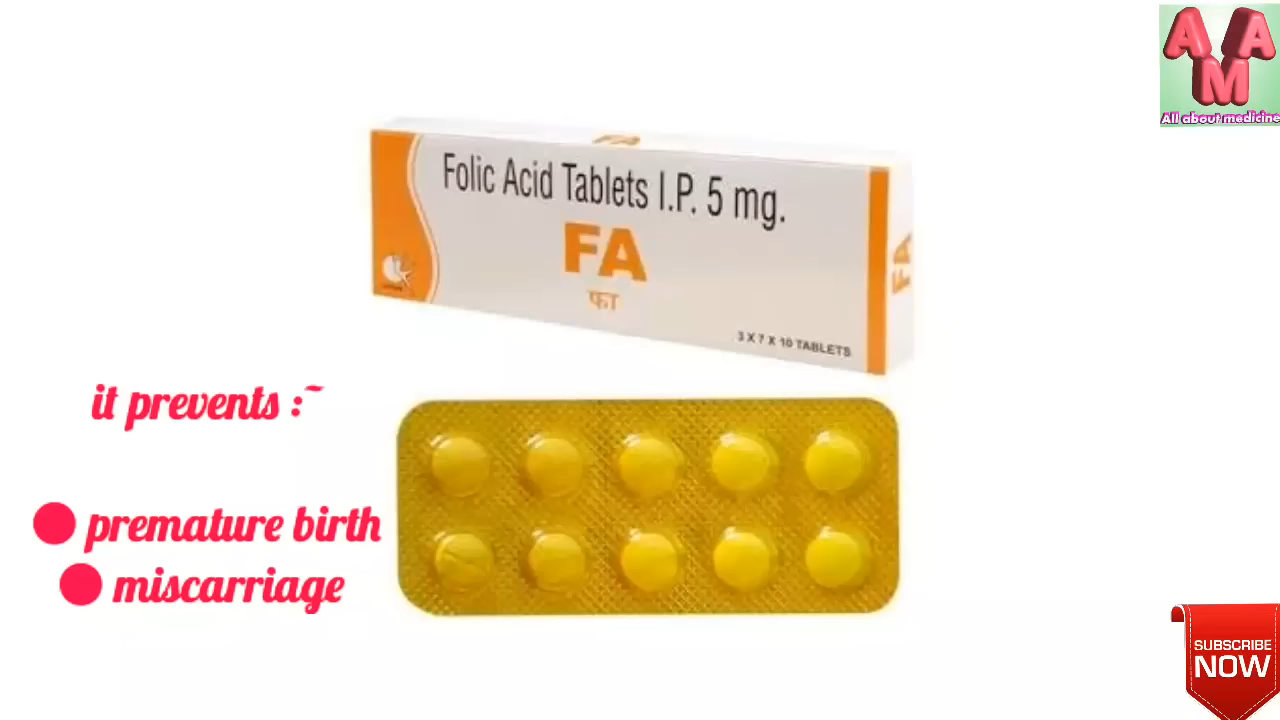 A A
M
All about medicine
FA
Folic Acid Tablets I.P. 5 mg.
FA
फा
3 X 7 X 10 TABLETS
it prevents :~
premature birth
miscarriage
SUBSCRIBE
NOW